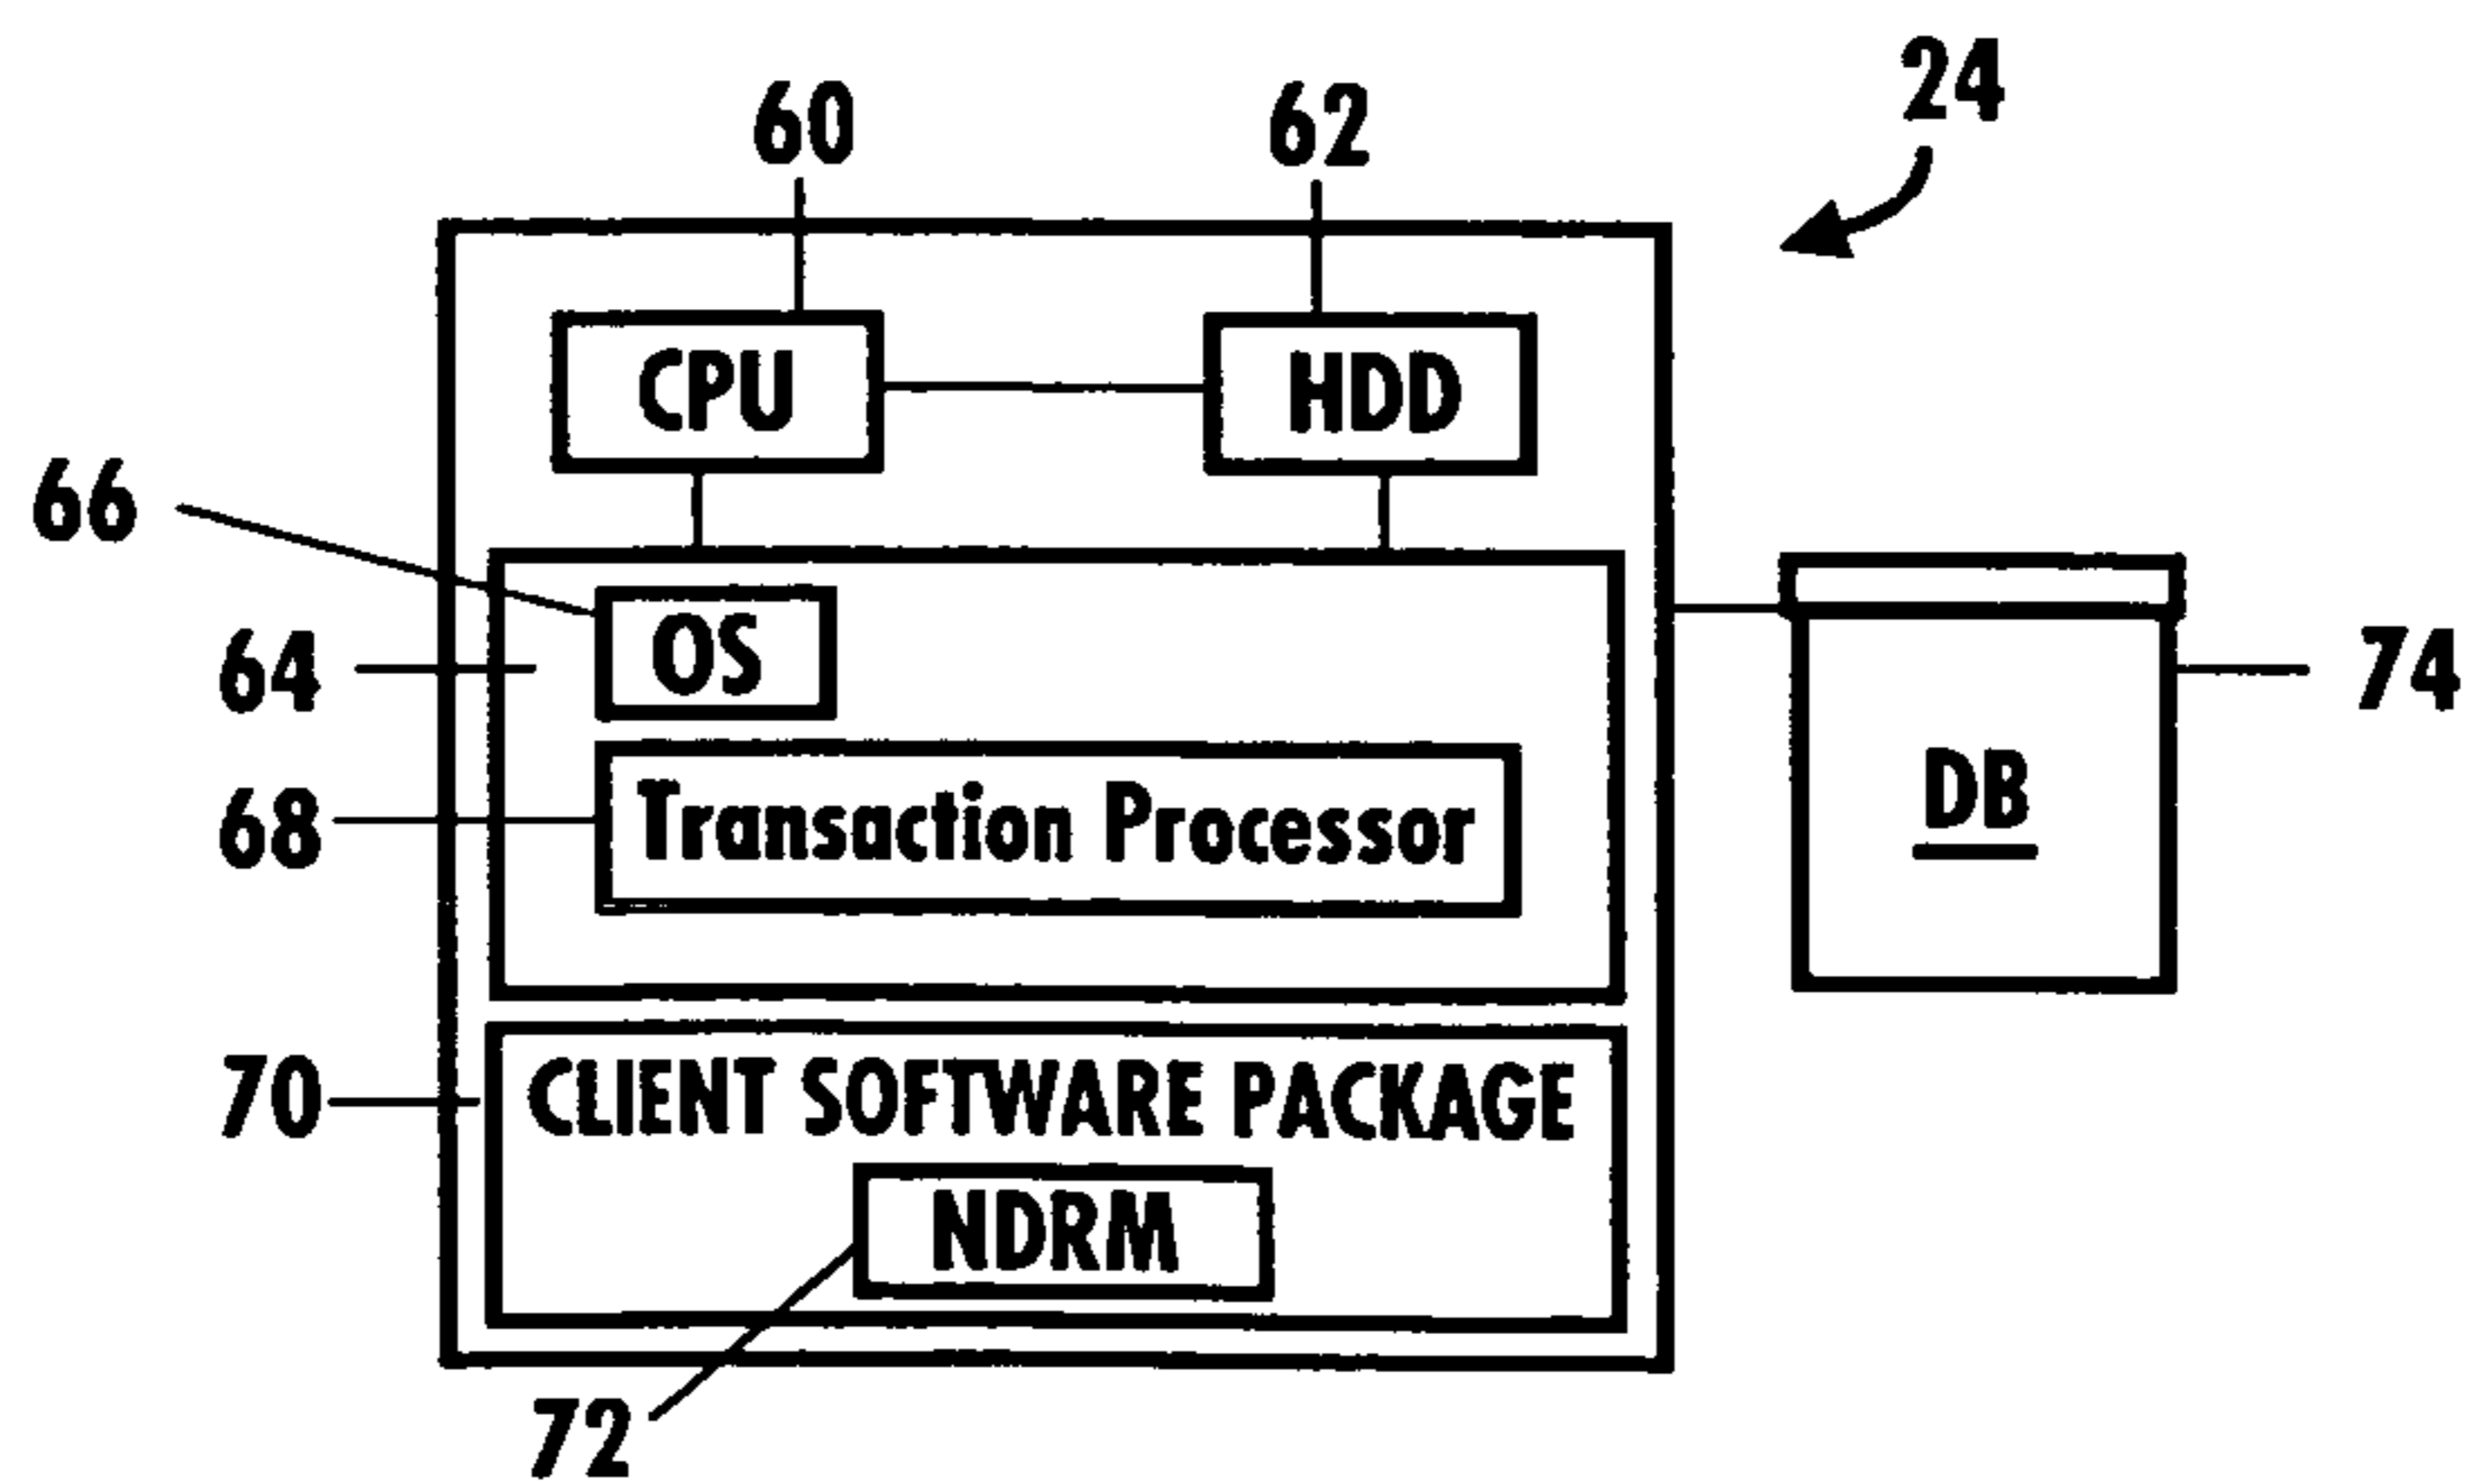 60 62 24
CPU HDD
66
OS
64
74
DB
68 Transaction Processor
70 CLIENT SOFTWARE PACKAGE
NDRM
72